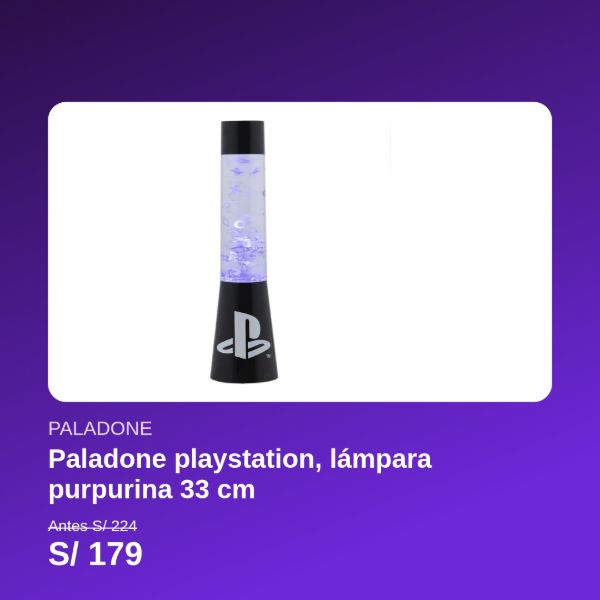 PALADONE
Paladone playstation, lámpara
purpurina 33 cm
Antes S/ 224
S/ 179